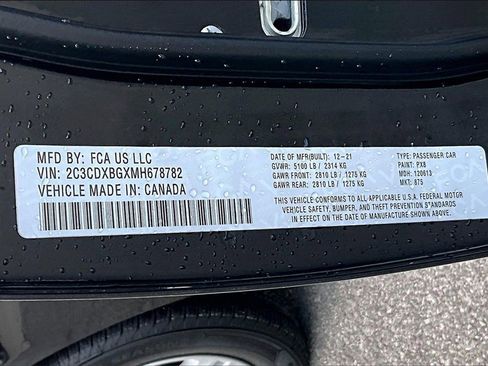 MFD BY: FCA US LLC
VIN: 2C3CDXBGXMH678782
VEHICLE MADE IN: CANADA
DATE OF MFR(BUILT): 12-21
GVWR: 5100 LB / 2314 KG
GAWR FRONT: 2810 LB / 1275 KG
GAWR REAR: 2810 LB / 1275 KG
TYPE: PASSENGER CAR
PAINT: PX8
MDH: 120613
MKT: 875
THIS VEHICLE CONFORMS TO ALL APPLICABLE U.S.A. FEDERAL MOTOR
VEHICLE SAFETY, BUMPER, AND THEFT PREVENTION STANDARDS
IN EFFECT ON THE DATE OF MANUFACTURE SHOWN ABOVE.